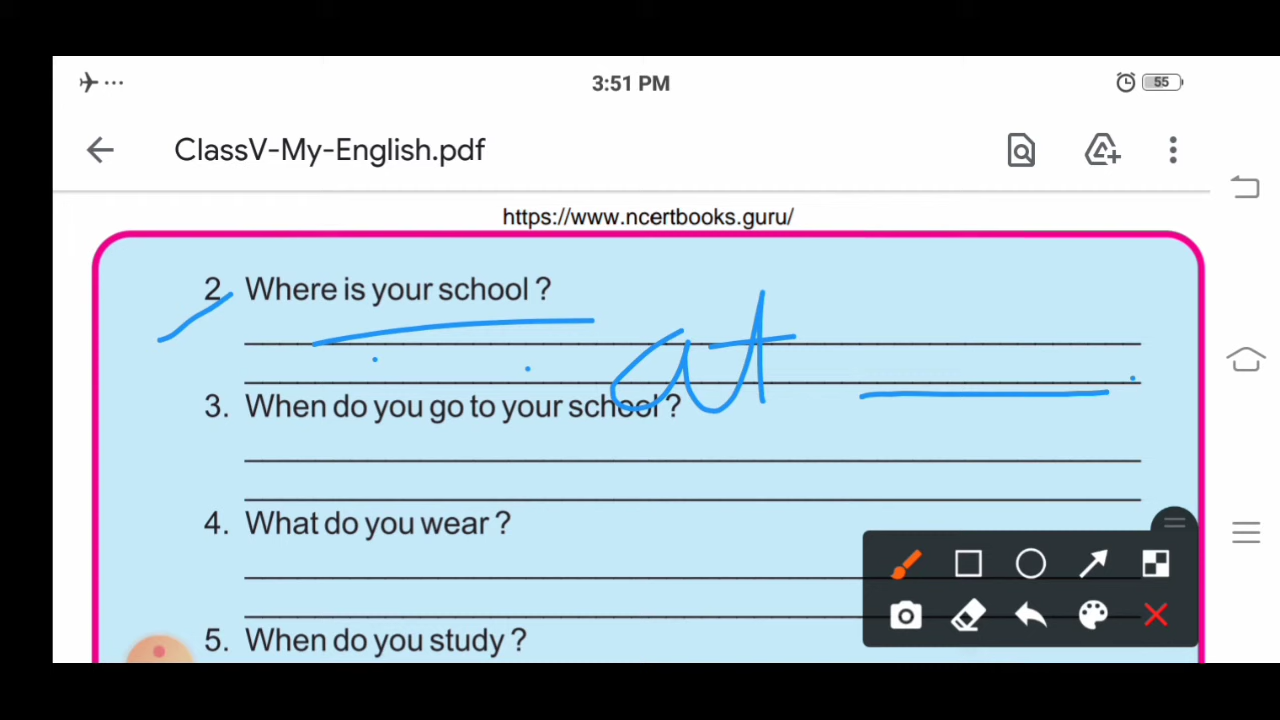 3:51 PM
55
ClassV-My-English.pdf
https://www.ncertbooks.guru/
2. Where is your school ?
at
3. When do you go to your school ?
4. What do you wear ?
5. When do you study ?